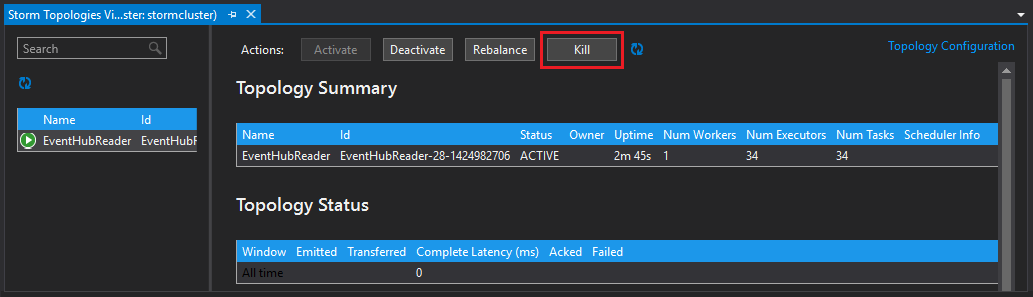 Storm Topologies Vi...ster: stormcluster)
Search
Name Id
EventHubReader EventHubR
Actions: Activate Deactivate Rebalance Kill
Topology Configuration
Topology Summary
Name Id Status Owner Uptime Num Workers Num Executors Num Tasks Scheduler Info
EventHubReader EventHubReader-28-1424982706 ACTIVE 2m 45s 1 34 34
Topology Status
Window Emitted Transferred Complete Latency (ms) Acked Failed
All time 0